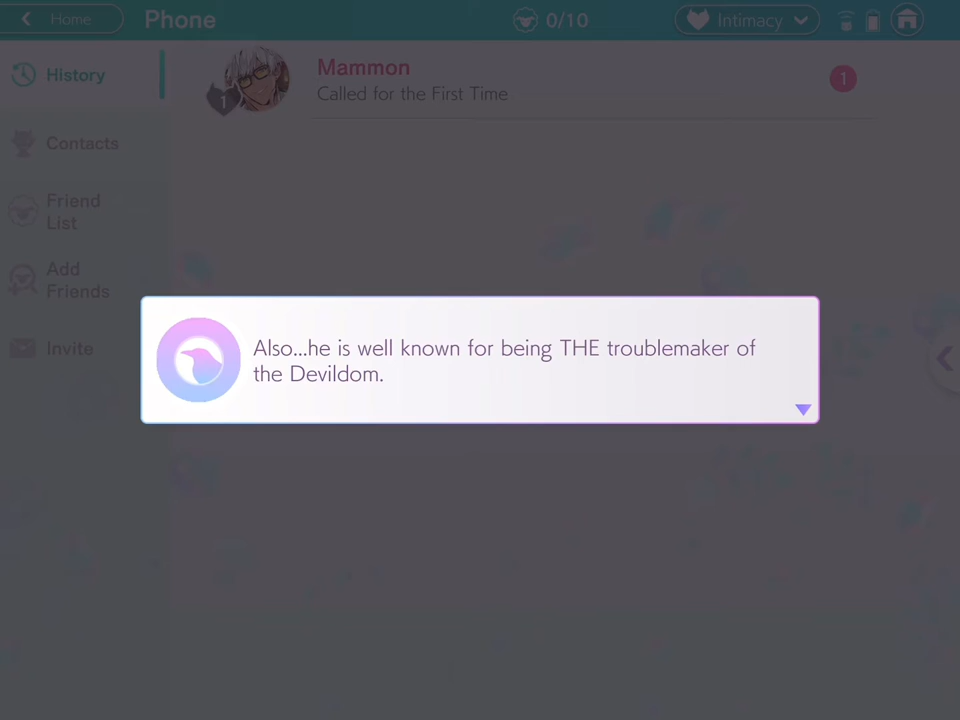 Home
Phone
0/10
Intimacy
History
Mammon
1
Called for the First Time
1
Contacts
Friend
List
Add
Friends
Invite
Also...he is well known for being THE troublemaker of
the Devildom.